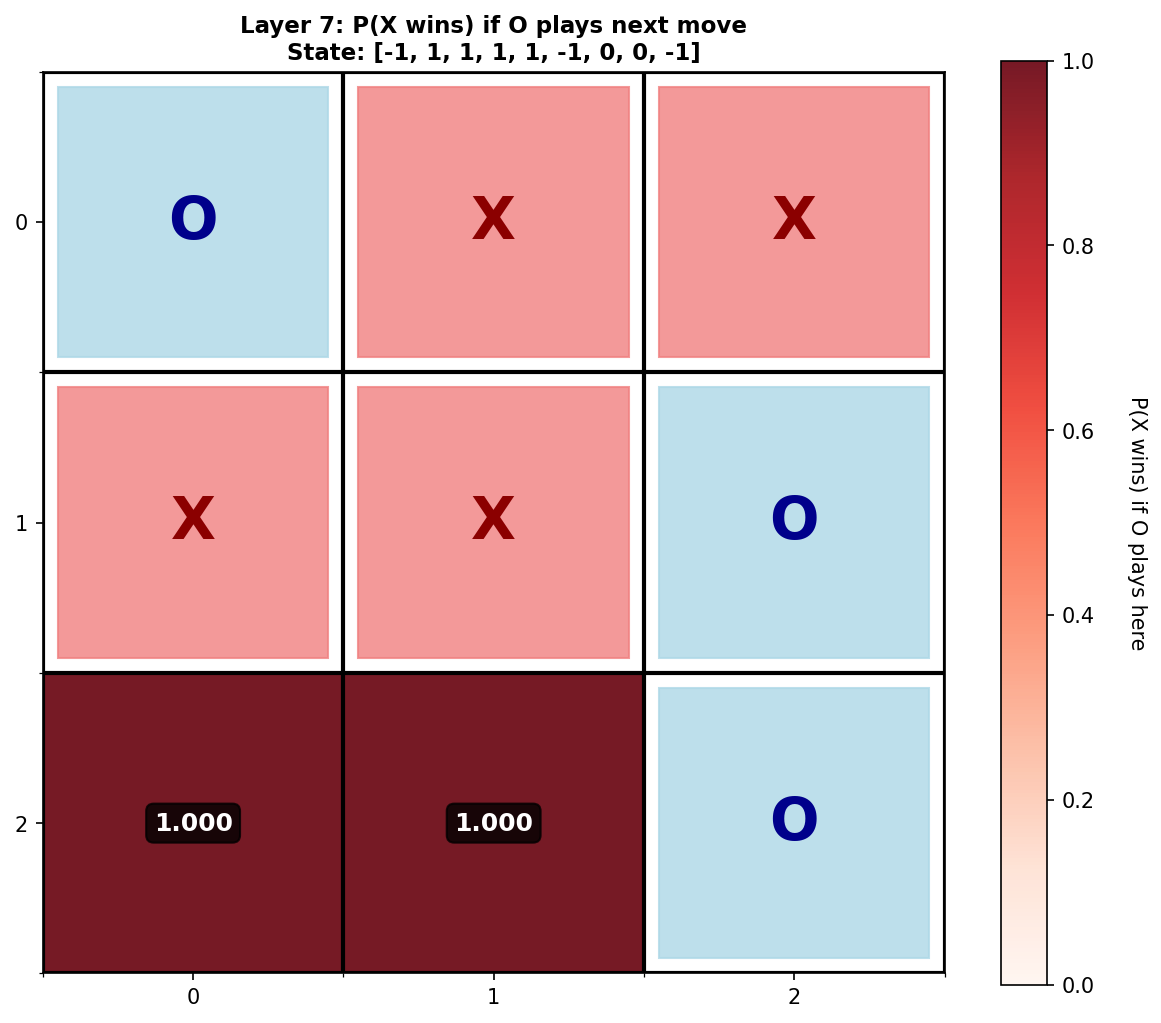 Layer 7: P(X wins) if O plays next move
State: [-1, 1, 1, 1, 1, -1, 0, 0, -1]
0
O X X
1
X X O
2
1.000 1.000 O
0 1 2
1.0
0.8
0.6
0.4
0.2
0.0
P(X wins) if O plays here